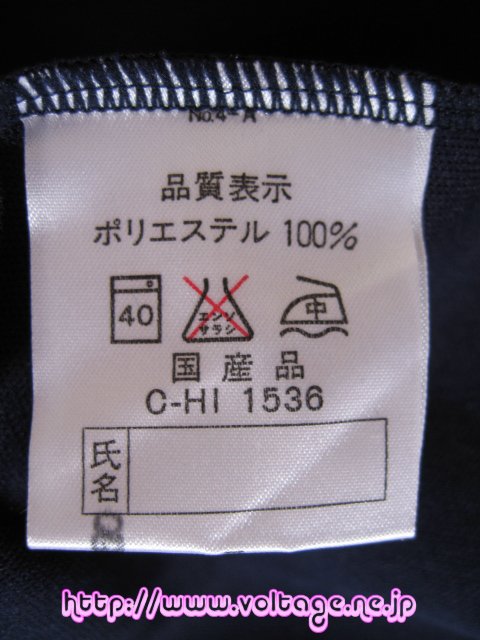 No.4-A
品質表示
ポリエステル 100%
40
エンソ
サラシ
中
国産品
C-HI 1536
氏名
http://www.voltage.ne.jp